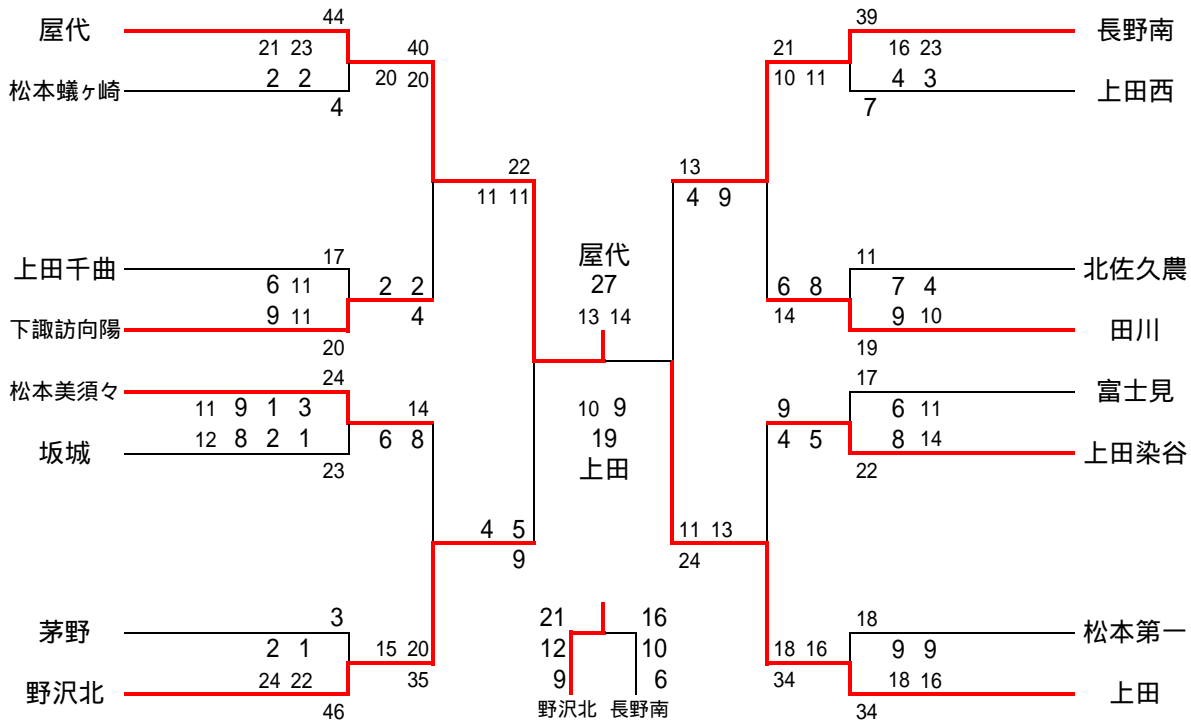 44
屋代
21 23
40
2 2
20 20
松本蟻ヶ崎
4
22
11 11
17
上田千曲
6 11
2 2
9 11
4
下諏訪向陽
20
24
松本美須々
11 9 1 3
14
12 8 2 1
6 8
坂城
23
4 5
9
3
茅野
2 1
15 20
24 22
35
野沢北
46
屋代
27
13 14
10 9
19
上田
21 16
12 10
9 6
野沢北 長野南
39
長野南
21
16 23
10 11
4 3
上田西
7
13
4 9
11
北佐久農
6 8
7 4
14
9 10
田川
19
17
富士見
9
6 11
4 5
8 14
上田染谷
22
11 13
24
18
松本第一
18 16
9 9
34
18 16
上田
34